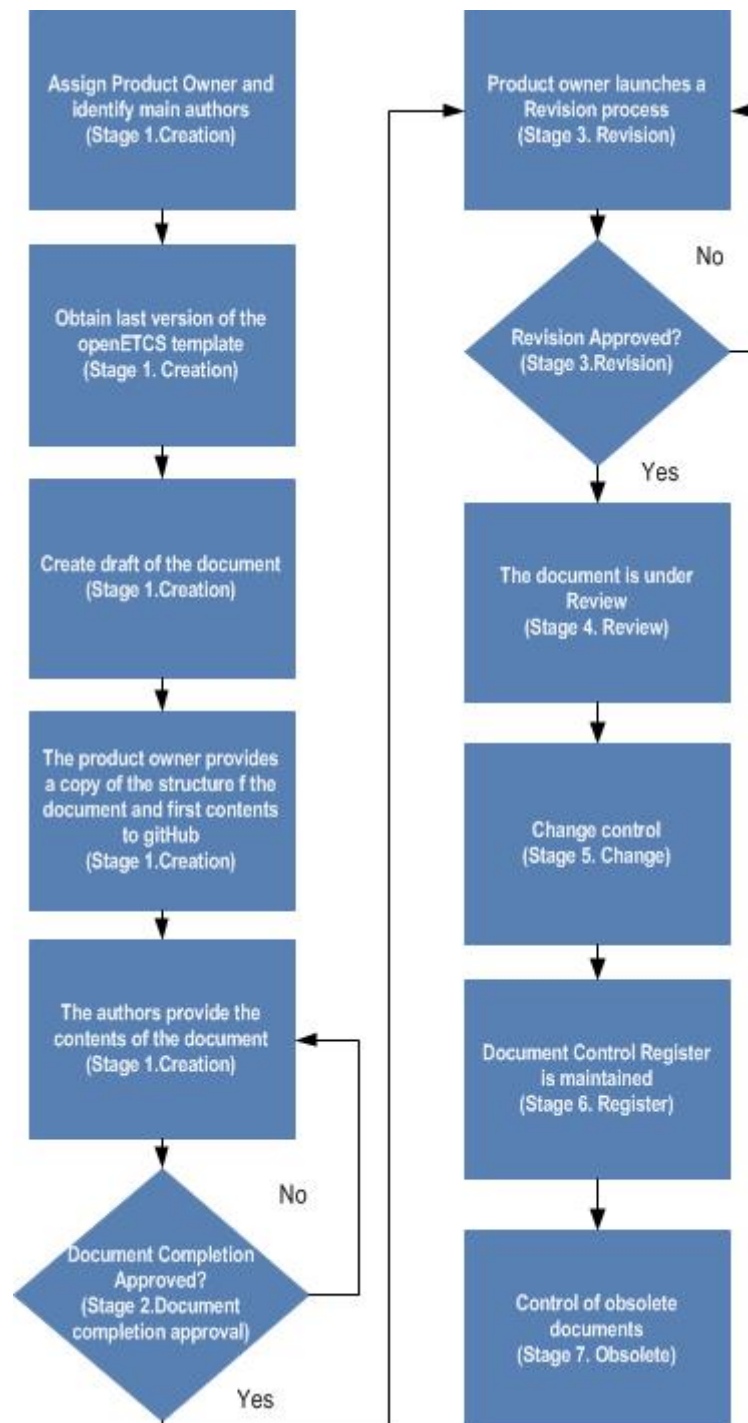 Assign Product Owner and
identify main authors
(Stage 1.Creation)
Obtain last version of the
openETCS template
(Stage 1. Creation)
Create draft of the document
(Stage 1.Creation)
The product owner provides
a copy of the structure f the
document and first contents
to gitHub
(Stage 1.Creation)
The authors provide the
contents of the document
(Stage 1.Creation)
No
Document Completion
Approved?
(Stage 2.Document
completion approval)
Yes
Product owner launches a
Revision process
(Stage 3. Revision)
No
Revision Approved?
(Stage 3.Revision)
Yes
The document is under
Review
(Stage 4. Review)
Change control
(Stage 5. Change)
Document Control Register
is maintained
(Stage 6. Register)
Control of obsolete
documents
(Stage 7. Obsolete)